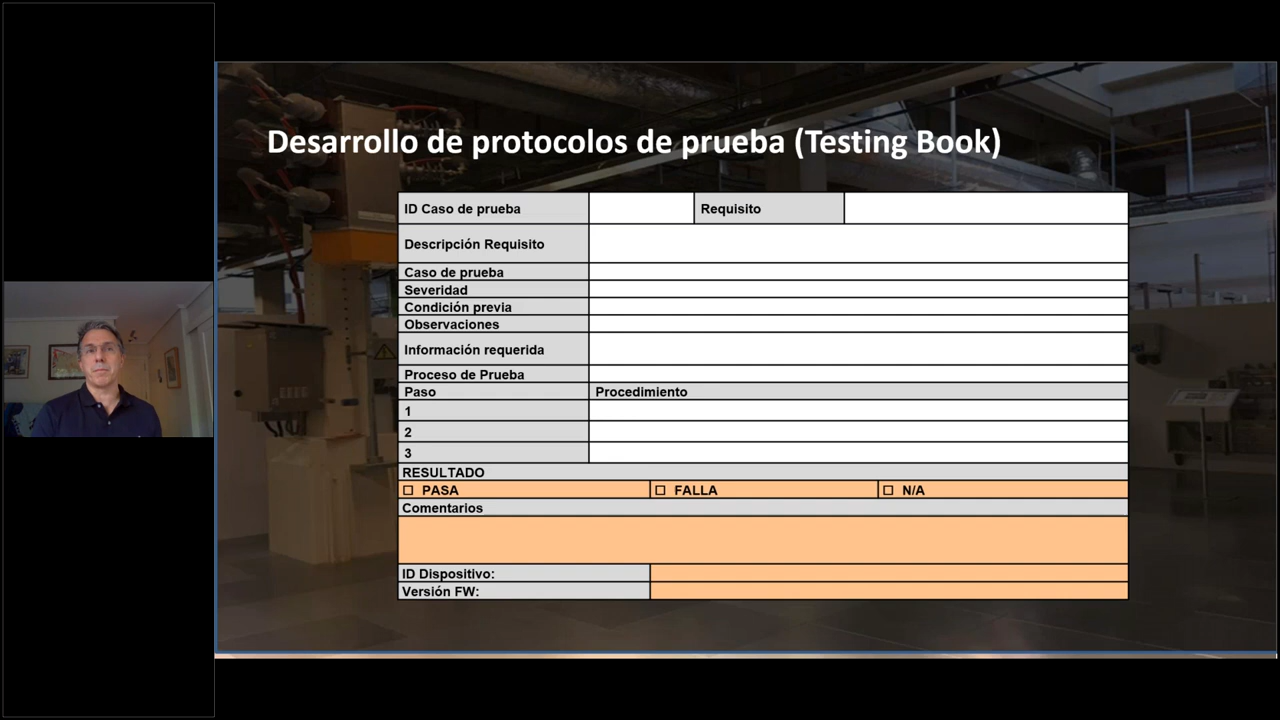 Desarrollo de protocolos de prueba (Testing Book)
ID Caso de prueba Requisito
Descripción Requisito
Caso de prueba
Severidad
Condición previa
Observaciones
Información requerida
Proceso de Prueba
Paso Procedimiento
1
2
3
RESULTADO
☐ PASA ☐ FALLA ☐ N/A
Comentarios
ID Dispositivo:
Versión FW: